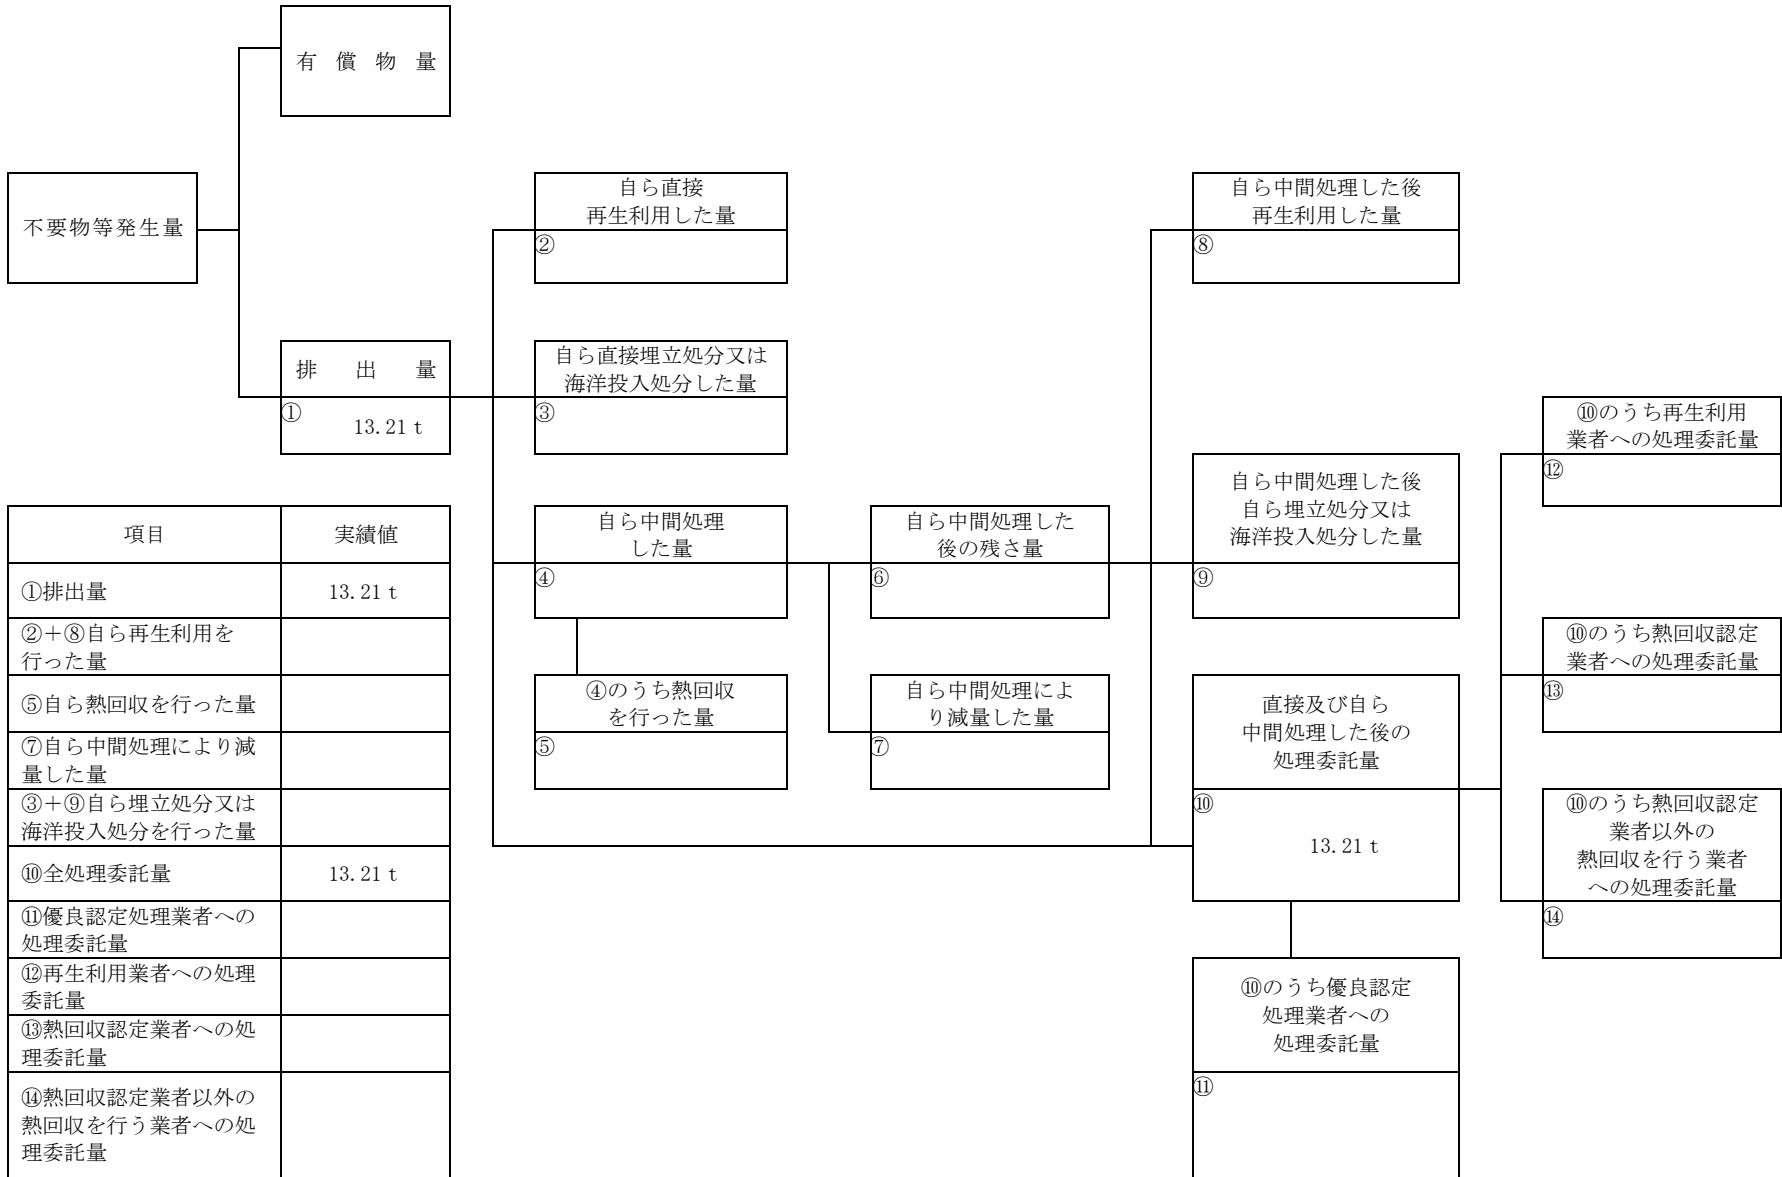 有償物量
不要物等発生量
自ら直接
再生利用した量
②
自ら中間処理した後
再生利用した量
⑧
排出量
①
13.21 t
自ら直接埋立処分又は
海洋投入処分した量
③
⑩のうち再生利用
業者への処理委託量
⑫
自ら中間処理した後
自ら埋立処分又は
海洋投入処分した量
⑨
自ら中間処理
した量
④
自ら中間処理した
後の残さ量
⑥
⑩のうち熱回収認定
業者への処理委託量
⑬
④のうち熱回収
を行った量
⑤
自ら中間処理によ
り減量した量
⑦
直接及び自ら
中間処理した後の
処理委託量
⑩
13.21 t
⑩のうち熱回収認定
業者以外の
熱回収を行う業者
への処理委託量
⑭
⑩のうち優良認定
処理業者への
処理委託量
⑪
項目
実績値
①排出量
13.21 t
②+⑧自ら再生利用を
行った量
⑤自ら熱回収を行った量
⑦自ら中間処理により減
量した量
③+⑨自ら埋立処分又は
海洋投入処分を行った量
⑩全処理委託量
13.21 t
⑪優良認定処理業者への
処理委託量
⑫再生利用業者への処理
委託量
⑬熱回収認定業者への処
理委託量
⑭熱回収認定業者以外の
熱回収を行う業者への処
理委託量